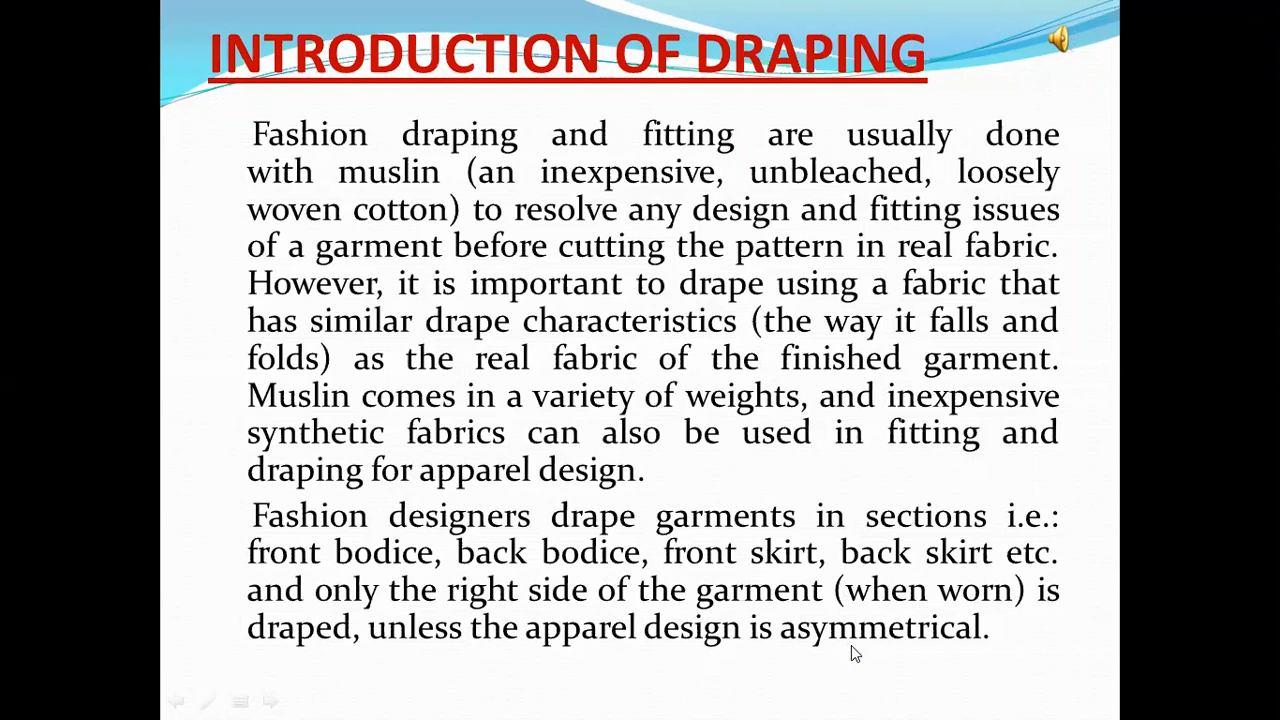 INTRODUCTION OF DRAPING
Fashion draping and fitting are usually done
with muslin (an inexpensive, unbleached, loosely
woven cotton) to resolve any design and fitting issues
of a garment before cutting the pattern in real fabric.
However, it is important to drape using a fabric that
has similar drape characteristics (the way it falls and
folds) as the real fabric of the finished garment.
Muslin comes in a variety of weights, and inexpensive
synthetic fabrics can also be used in fitting and
draping for apparel design.
Fashion designers drape garments in sections i.e.:
front bodice, back bodice, front skirt, back skirt etc.
and only the right side of the garment (when worn) is
draped, unless the apparel design is asymmetrical.